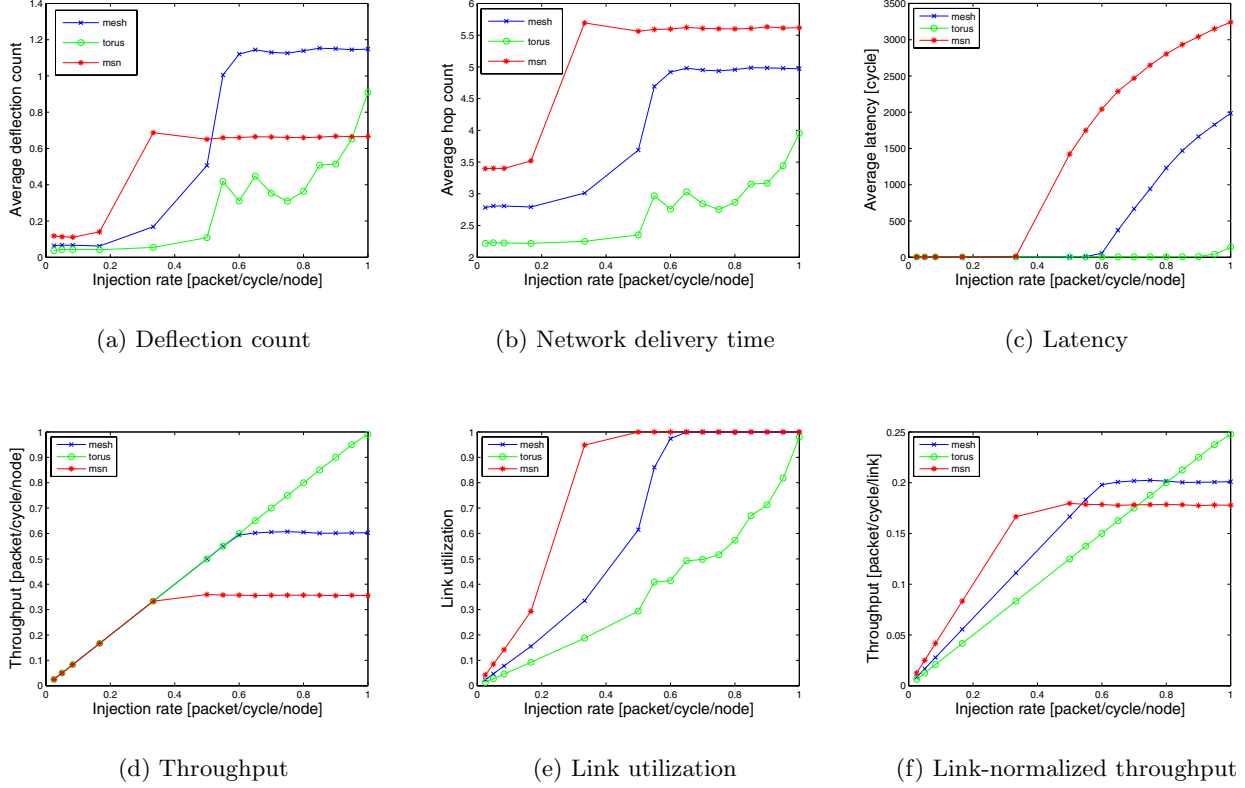 1.4
1.2
1
0.8
0.6
0.4
0.2
0
0 0.2 0.4 0.6 0.8 1
Average deflection count
Injection rate [packet/cycle/node]
mesh
torus
msn
(a) Deflection count
6
5.5
5
4.5
4
3.5
3
2.5
2
0 0.2 0.4 0.6 0.8 1
Average hop count
Injection rate [packet/cycle/node]
mesh
torus
msn
(b) Network delivery time
3500
3000
2500
2000
1500
1000
500
0
0 0.2 0.4 0.6 0.8 1
Average latency [cycle]
Injection rate [packet/cycle/node]
mesh
torus
msn
(c) Latency
1
0.9
0.8
0.7
0.6
0.5
0.4
0.3
0.2
0.1
0
0 0.2 0.4 0.6 0.8 1
Throughput [packet/cycle/node]
Injection rate [packet/cycle/node]
mesh
torus
msn
(d) Throughput
1
0.9
0.8
0.7
0.6
0.5
0.4
0.3
0.2
0.1
0
0 0.2 0.4 0.6 0.8 1
Link utilization
Injection rate [packet/cycle/node]
mesh
torus
msn
(e) Link utilization
0.25
0.2
0.15
0.1
0.05
0
0 0.2 0.4 0.6 0.8 1
Throughput [packet/cycle/link]
Injection rate [packet/cycle/node]
mesh
torus
msn
(f) Link-normalized throughput